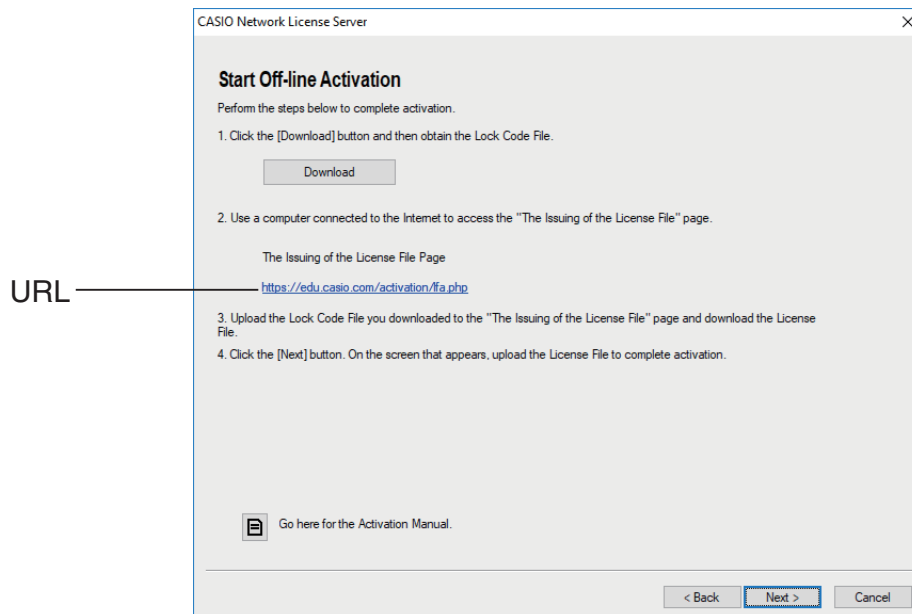 CASIO Network License Server
Start Off-line Activation
Perform the steps below to complete activation.
1. Click the [Download] button and then obtain the Lock Code File.
Download
2. Use a computer connected to the Internet to access the "The Issuing of the License File" page.
The Issuing of the License File Page
URL
https://edu.casio.com/activation/lfa.php
3. Upload the Lock Code File you downloaded to the "The Issuing of the License File" page and download the License
File.
4. Click the [Next] button. On the screen that appears, upload the License File to complete activation.
Go here for the Activation Manual.
< Back
Next >
Cancel